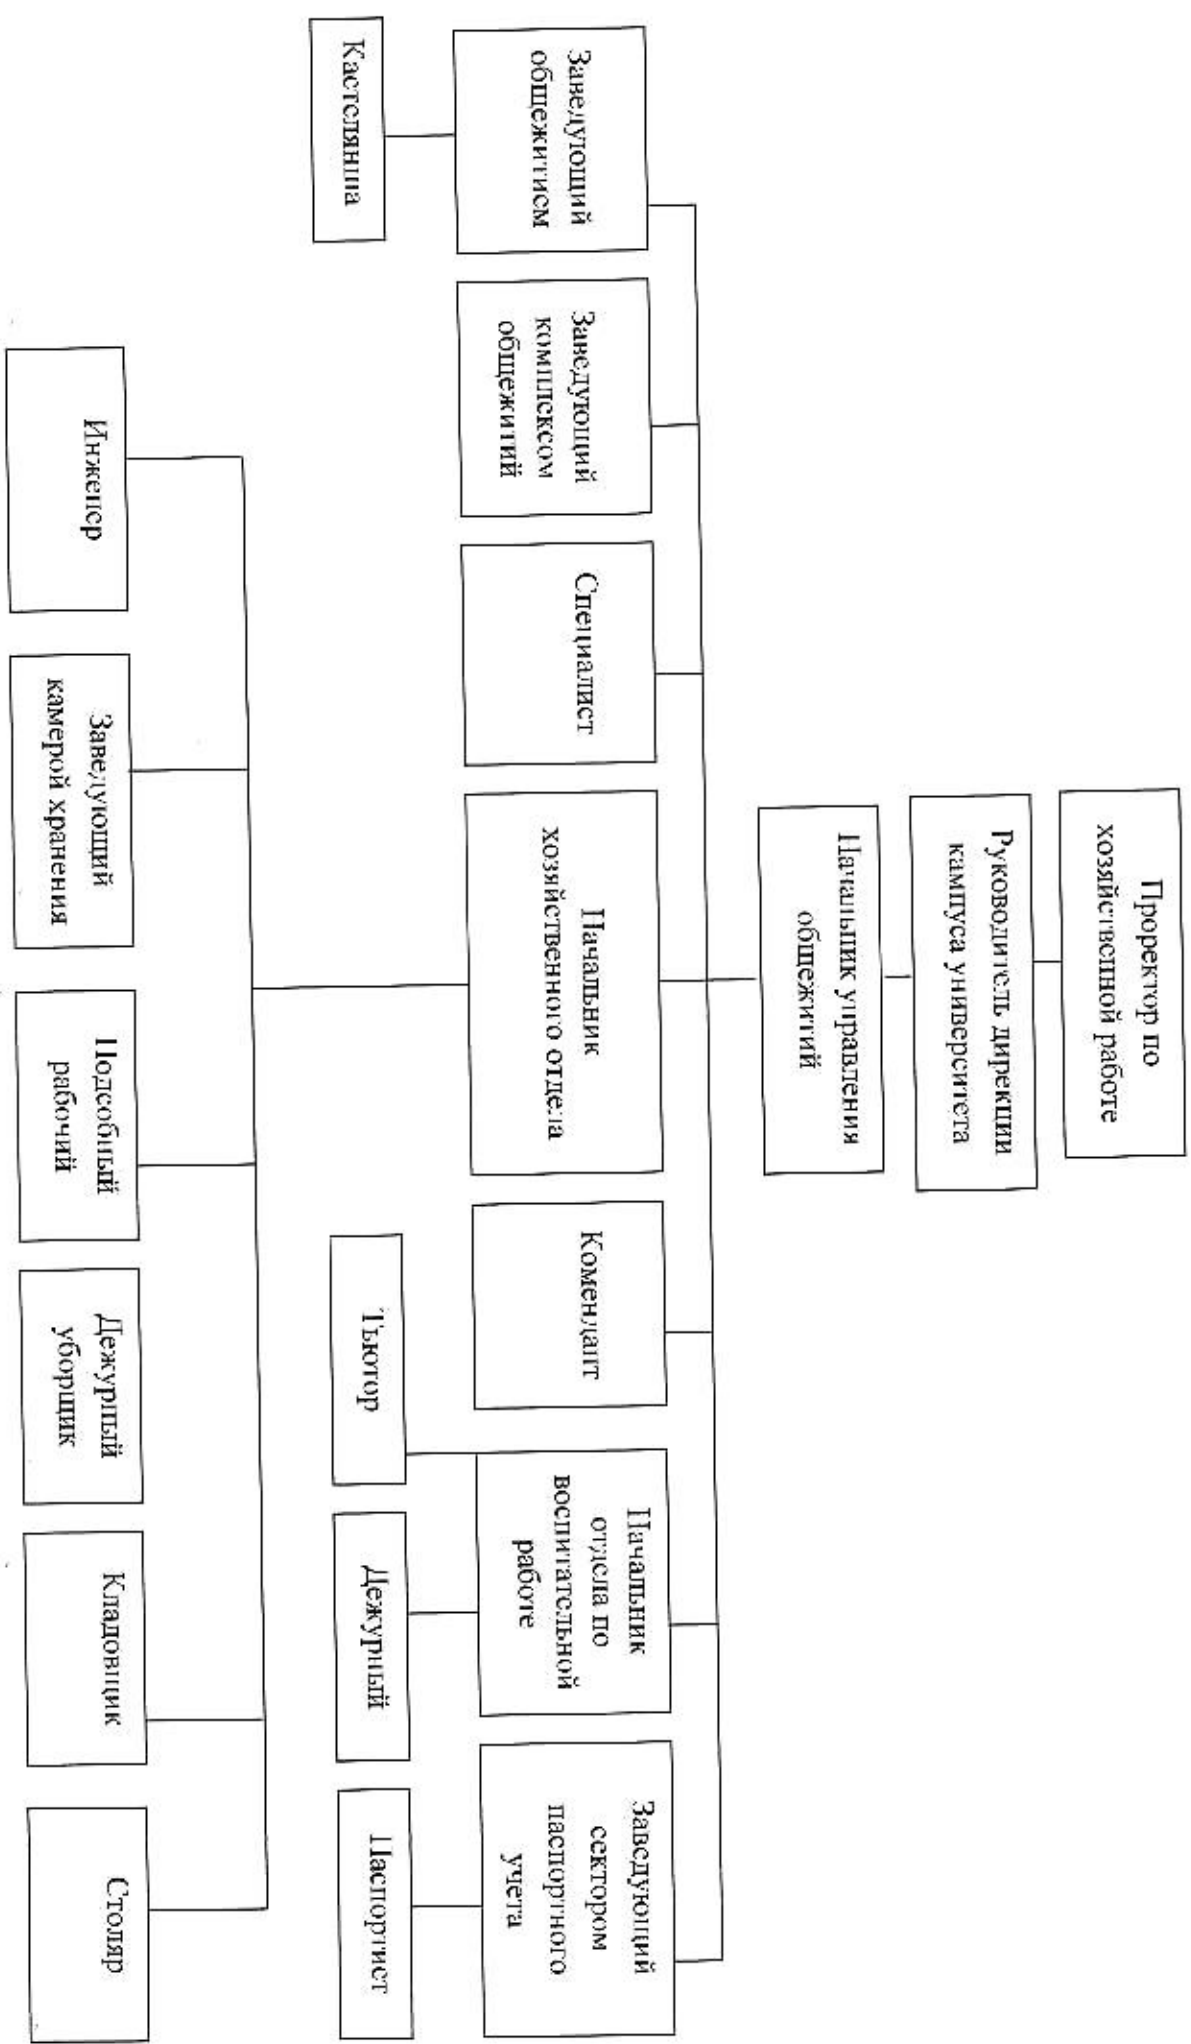 Проректор по
хозяйственной работе
Руководитель дирекции
кампуса университета
Начальник управления
общежитий
Заведующий
общежитием
Заведующий
комплексом
общежитий
Специалист
Начальник
хозяйственного отдела
Комендант
Начальник
отдела по
воспитательной
работе
Заведующий
сектором
паспортного
учета
Кастелянша
Тьютор
Дежурный
Паспортист
Инженер
Заведующий
камерой хранения
Подсобный
рабочий
Дежурный
уборщик
Кладовщик
Столяр